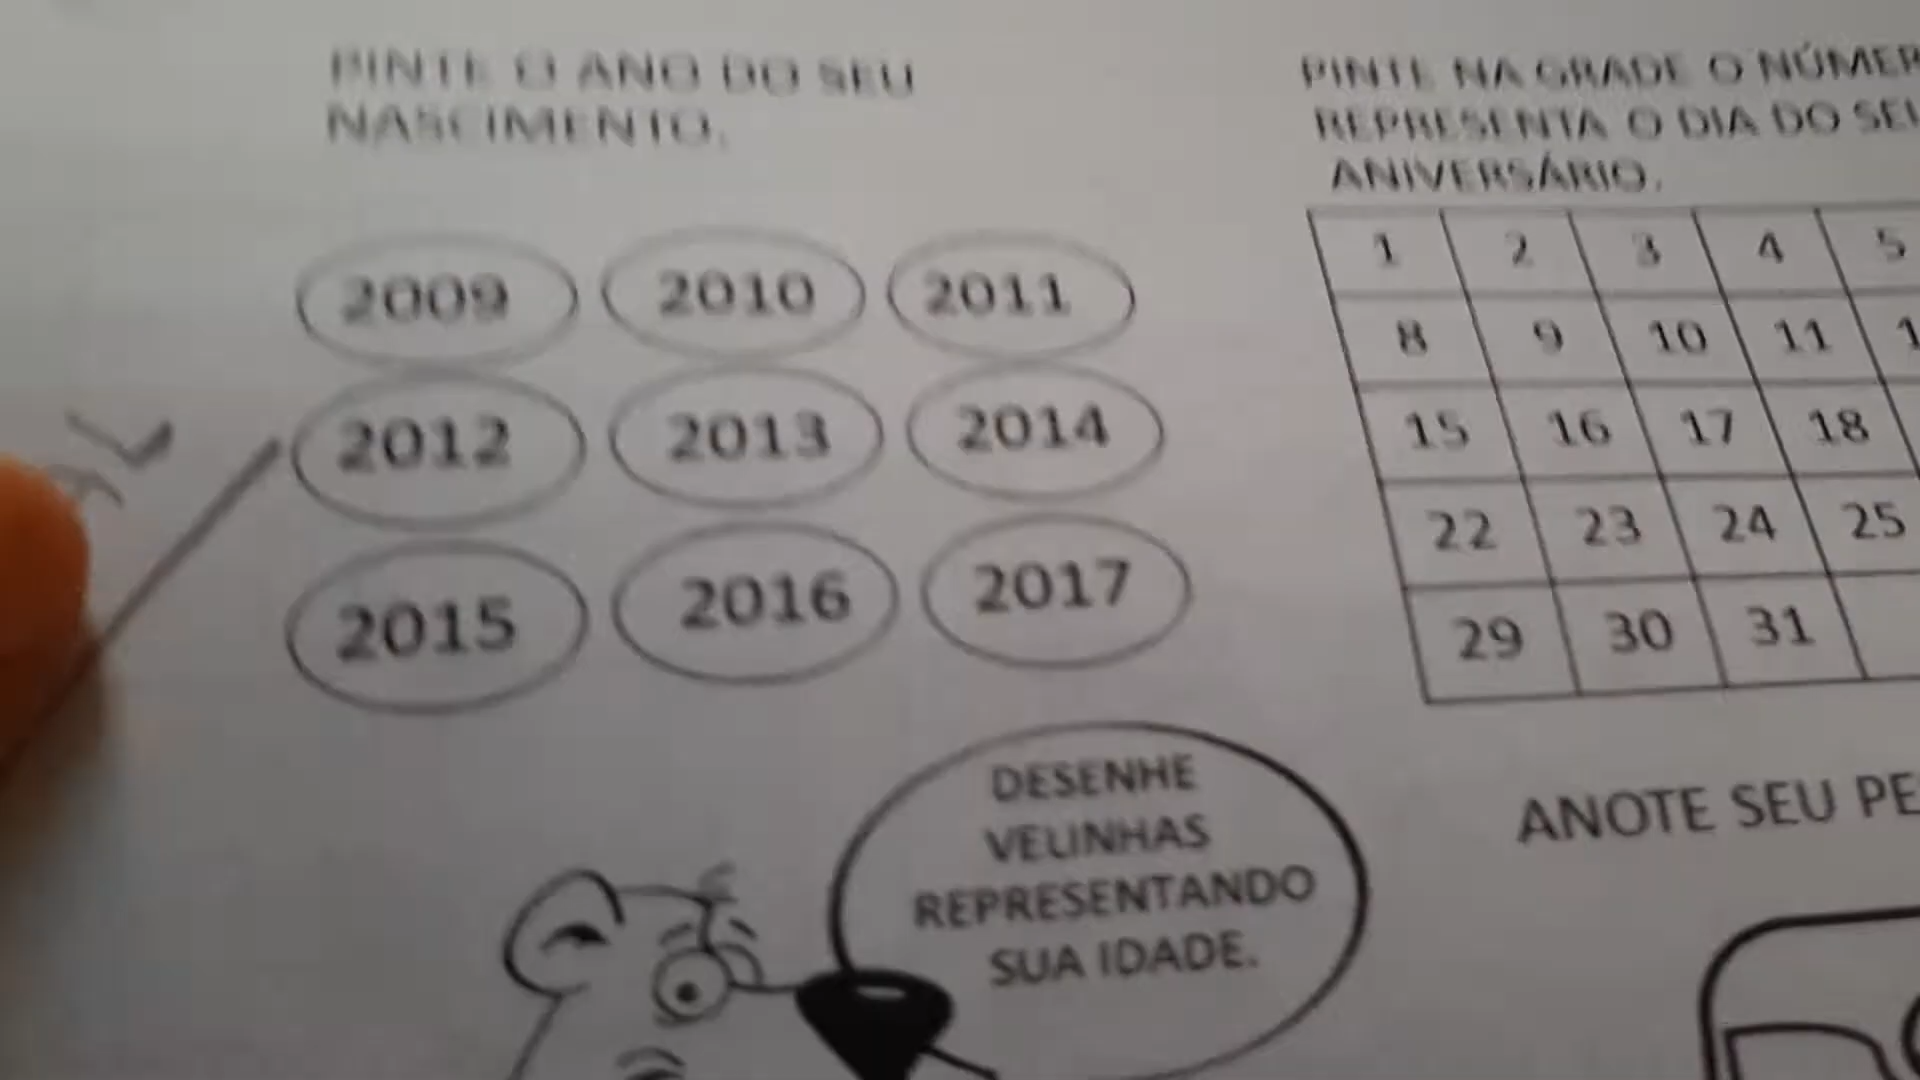 PINTE O ANO DO SEU
NASCIMENTO.
2009 2010 2011
2012 2013 2014
2015 2016 2017
PINTE NA GRADE O NÚMER
REPRESENTA O DIA DO SEU
ANIVERSÁRIO.
1 2 3 4 5
8 9 10 11 1
15 16 17 18
22 23 24 25
29 30 31
DESENHE
VELINHAS
REPRESENTANDO
SUA IDADE.
ANOTE SEU PE